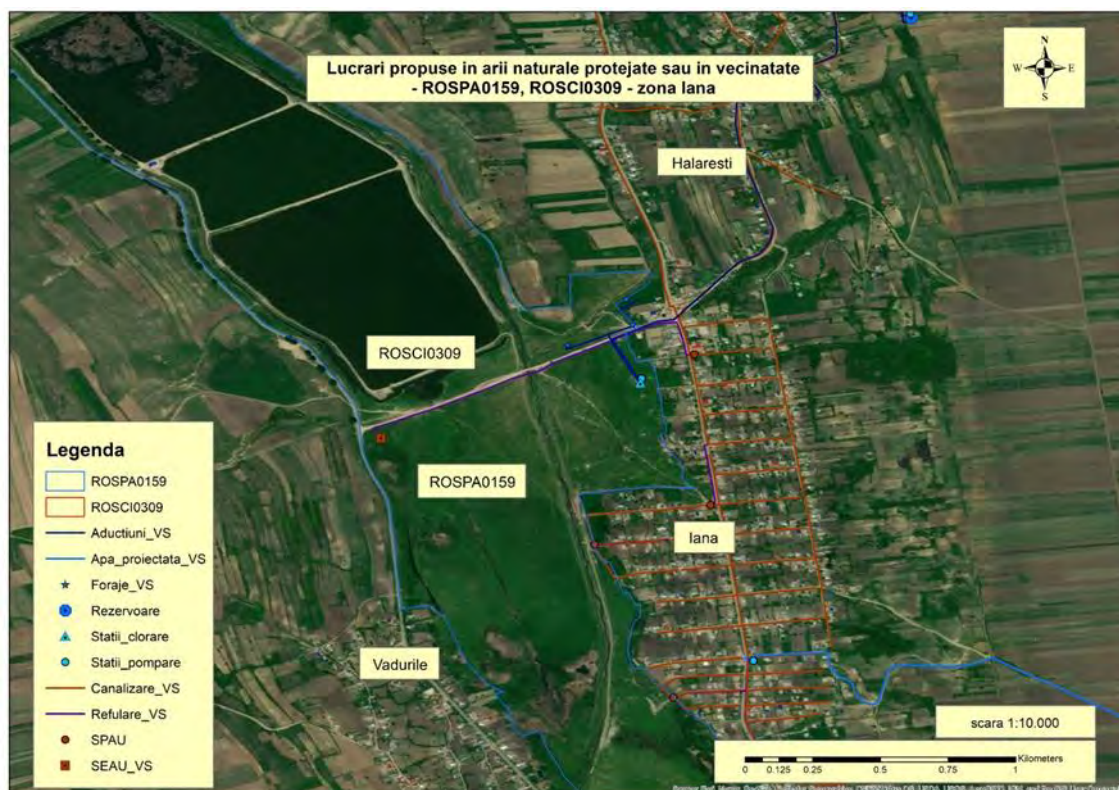 Lucrari propuse in arii naturale protejate sau in vecinatate
- ROSPA0159, ROSCI0309 - zona Iana
N
W E
S
Halaresti
ROSCI0309
ROSPA0159
Iana
Vadurile
Legenda
ROSPA0159
ROSCI0309
Aductiuni_VS
Apa_proiectata_VS
Foraje_VS
Rezervoare
Statii_clorare
Statii_pompare
Canalizare_VS
Refulare_VS
SPAU
SEAU_VS
scara 1:10.000
Kilometers
0 0.125 0.25 0.5 0.75 1